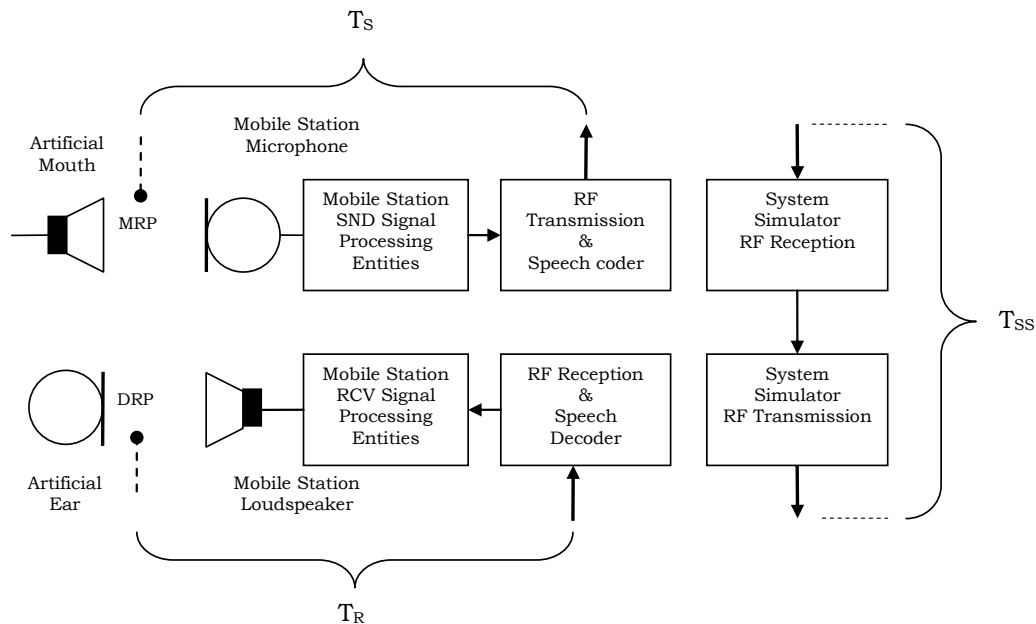 T_S
Artificial
Mouth
MRP
Mobile Station
Microphone
Mobile Station
SND Signal
Processing
Entities
RF
Transmission
&
Speech coder
System
Simulator
RF Reception
T_SS
DRP
Artificial
Ear
Mobile Station
Loudspeaker
Mobile Station
RCV Signal
Processing
Entities
RF Reception
&
Speech
Decoder
System
Simulator
RF Transmission
T_R